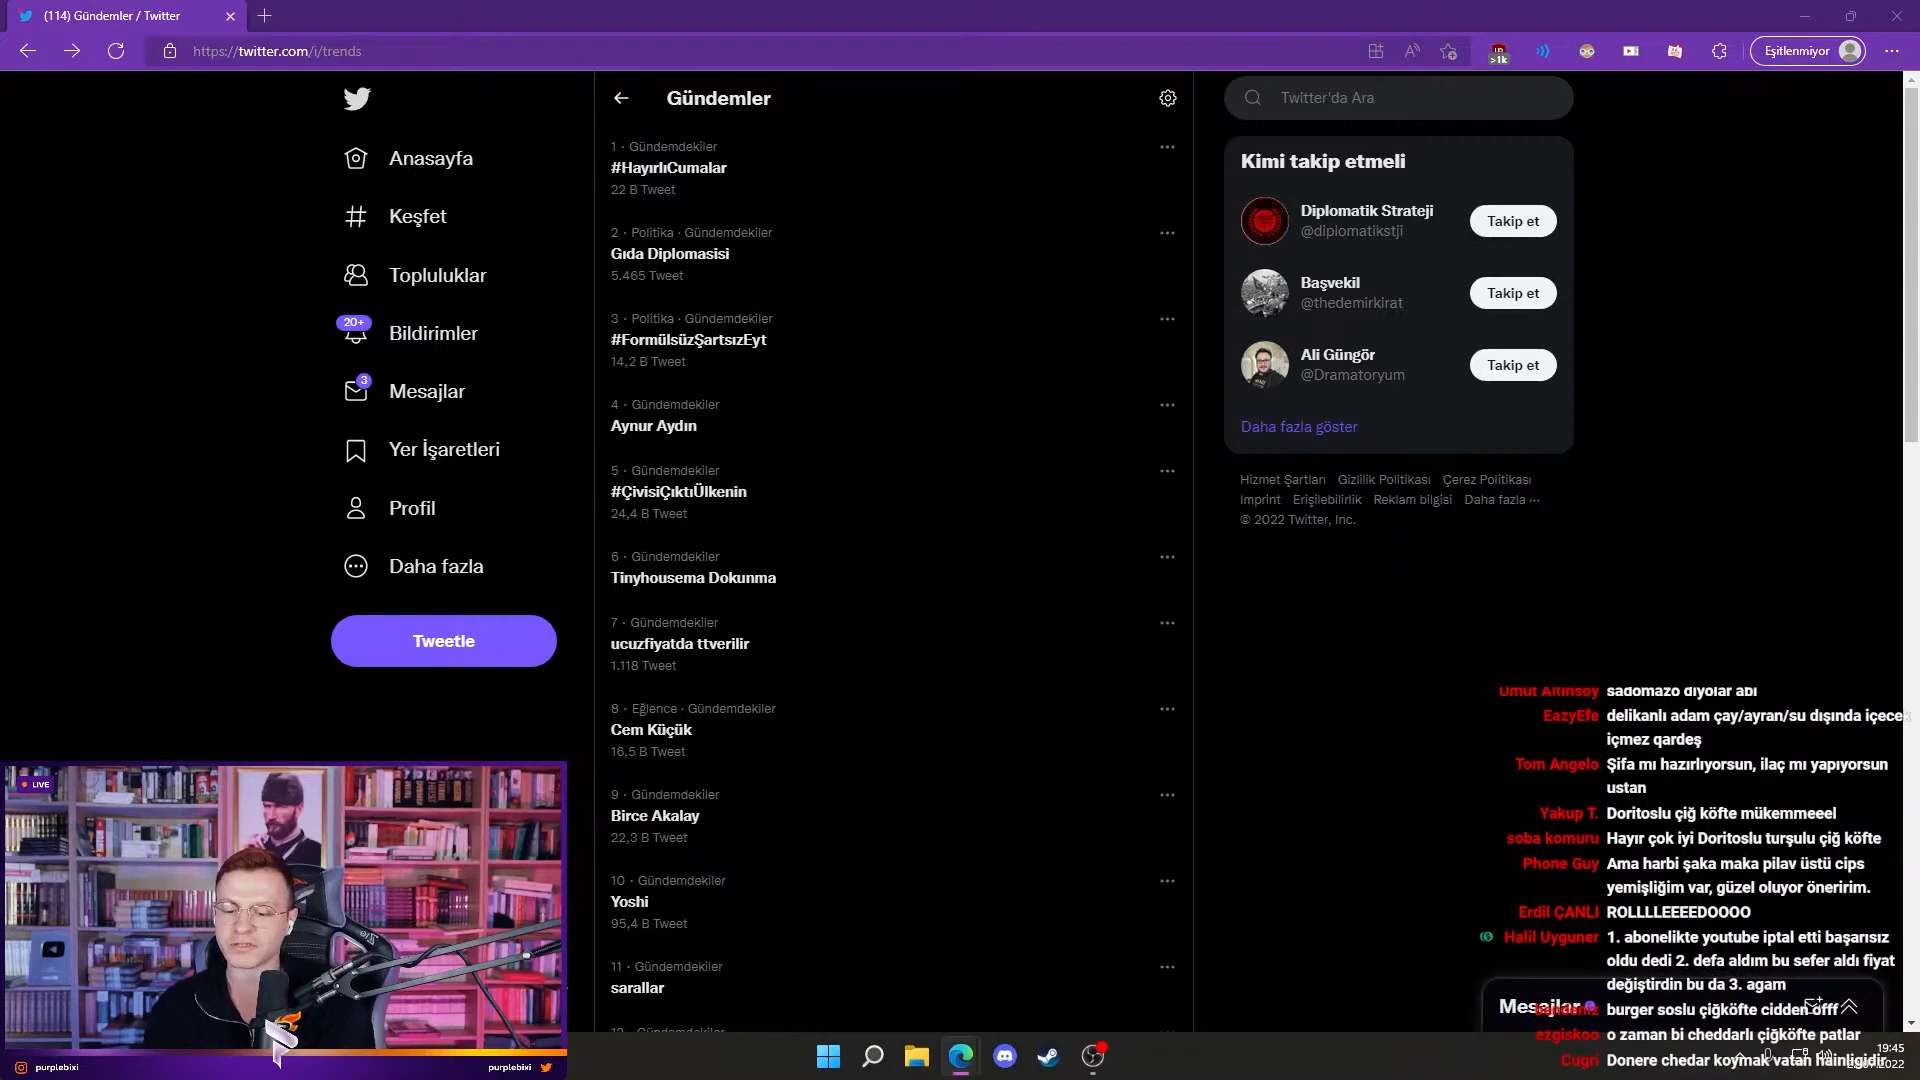 (114) Gündemler / Twitter
https://twitter.com/i/trends
>1k
Eşitlenmiyor
Anasayfa
Keşfet
Topluluklar
20+
Bildirimler
3
Mesajlar
Yer İşaretleri
Profil
Daha fazla
Tweetle
Gündemler
1 · Gündemdekiler
#HayırlıCumalar
22 B Tweet
2 · Politika · Gündemdekiler
Gıda Diplomasisi
5.465 Tweet
3 · Politika · Gündemdekiler
#FormülsüzŞartsızEyt
14,2 B Tweet
4 · Gündemdekiler
Aynur Aydın
5 · Gündemdekiler
#ÇivisiÇıktıÜlkenin
24,4 B Tweet
6 · Gündemdekiler
Tinyhousema Dokunma
7 · Gündemdekiler
ucuzfiyatda ttverilir
1.118 Tweet
8 · Eğlence · Gündemdekiler
Cem Küçük
16,5 B Tweet
9 · Gündemdekiler
Birce Akalay
22,3 B Tweet
10 · Gündemdekiler
Yoshi
95,4 B Tweet
11 · Gündemdekiler
sarallar
12 · Gündemdekiler
Twitter'da Ara
Kimi takip etmeli
Diplomatik Strateji
@diplomatikstji
Takip et
Başvekil
@thedemirkirat
Takip et
Ali Güngör
@Dramatoryum
Takip et
Daha fazla göster
Hizmet Şartları Gizlilik Politikası Çerez Politikası
Imprint Erişilebilirlik Reklam bilgisi Daha fazla ···
© 2022 Twitter, Inc.
Umut Altınsoy sadomazo diyolar abi
EazyEfe delikanlı adam çay/ayran/su dışında içecek
içmez qardeş
Tom Angelo Şifa mı hazırlıyorsun, ilaç mı yapıyorsun
ustan
Yakup T. Doritoslu çiğ köfte mükemmeeel
soba komuru Hayır çok iyi Doritoslu turşulu çiğ köfte
Phone Guy Ama harbi şaka maka pilav üstü cips
yemişliğim var, güzel oluyor öneririm.
Erdil ÇANLI ROLLLLEEEEDOOOO
Halil Uyguner 1. abonelikte youtube iptal etti başarısız
oldu dedi 2. defa aldım bu sefer aldı fiyat
değiştirdin bu da 3. agam
Mesajlar
burger soslu çiğköfte cidden offf
ezgiskoo o zaman bi cheddarlı çiğköfte patlar
Cugri Donere chedar koymak vatan hainligidir
19:45
LIVE
purplebixi
purplebixi